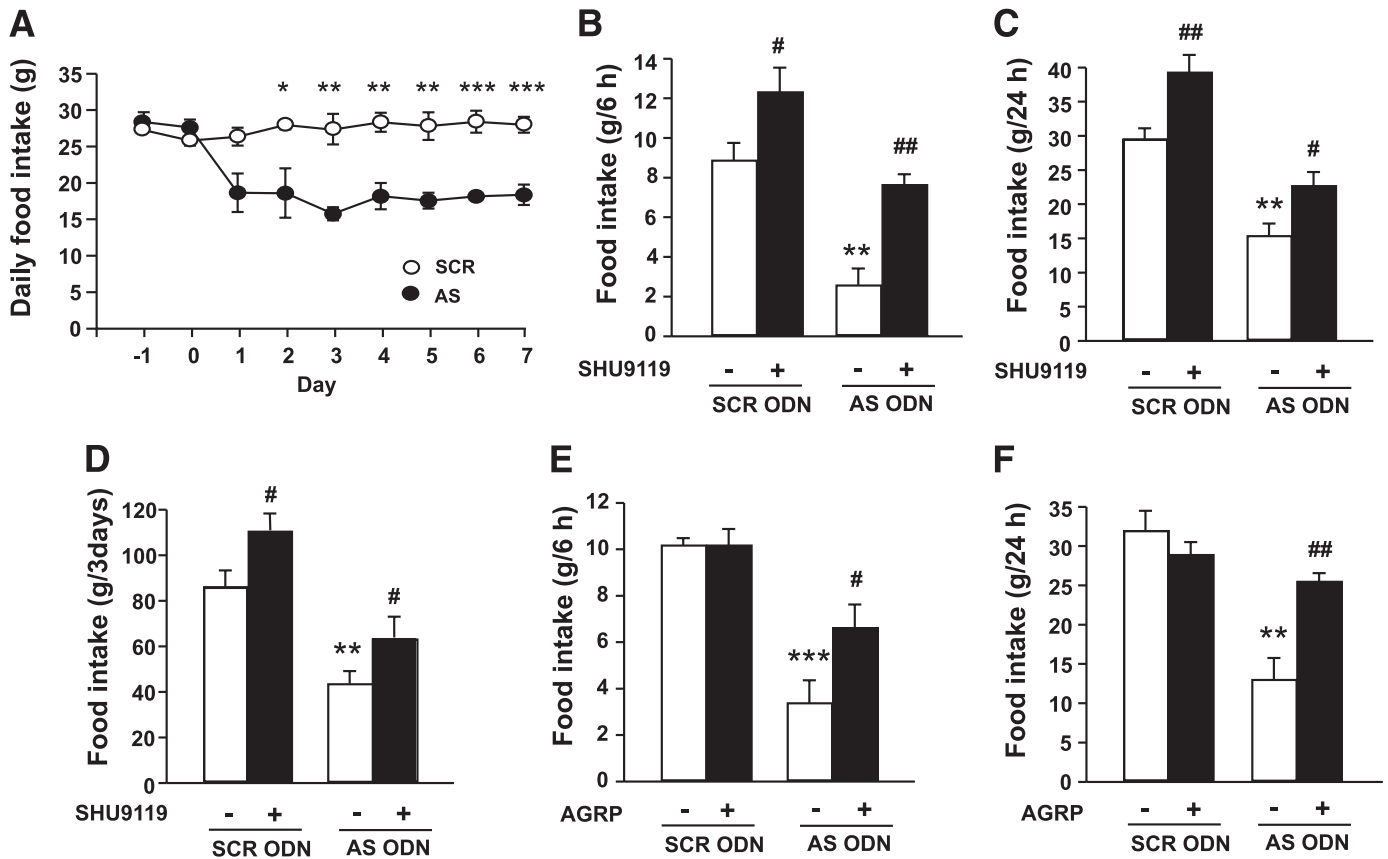 A
Daily food intake (g)
35
30
25
20
15
10
5
0
* ** ** ** *** ***
SCR
AS
-1 0 1 2 3 4 5 6 7
Day
B
Food intake (g/6 h)
14
12
10
8
6
4
2
0
#
**
##
SHU9119 - + - +
SCR ODN AS ODN
C
Food intake (g/24 h)
40
35
30
25
20
15
10
5
0
##
**
#
SHU9119 - + - +
SCR ODN AS ODN
D
Food intake (g/3days)
120
100
80
60
40
20
0
#
**
#
SHU9119 - + - +
SCR ODN AS ODN
E
Food intake (g/6 h)
12
10
8
6
4
2
0
***
#
AGRP - + - +
SCR ODN AS ODN
F
Food intake (g/24 h)
35
30
25
20
15
10
5
0
**
##
AGRP - + - +
SCR ODN AS ODN